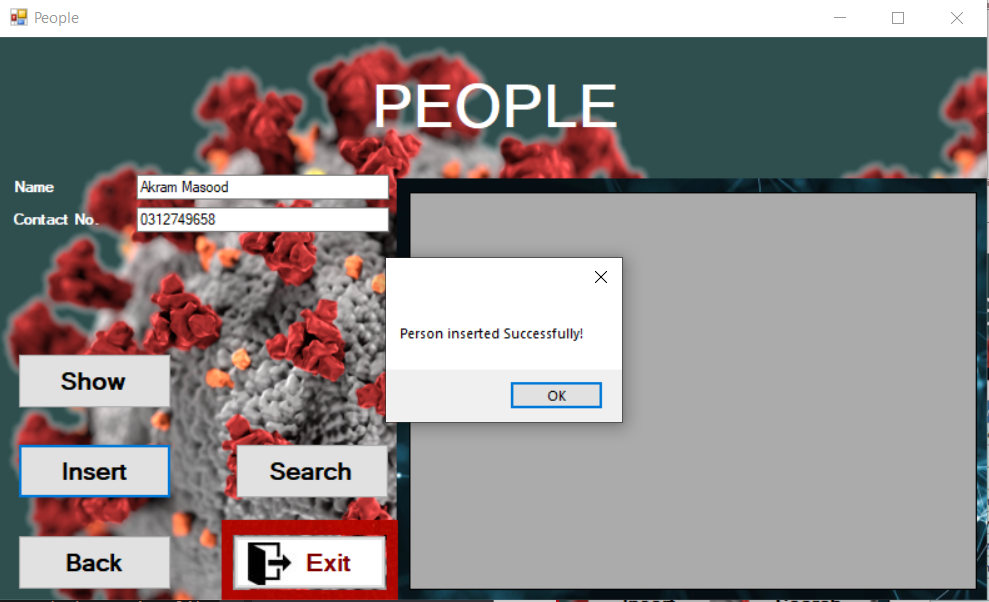 People
PEOPLE
Name Akram Masood
Contact No. 0312749658
Person inserted Successfully!
OK
Show
Insert Search
Back Exit